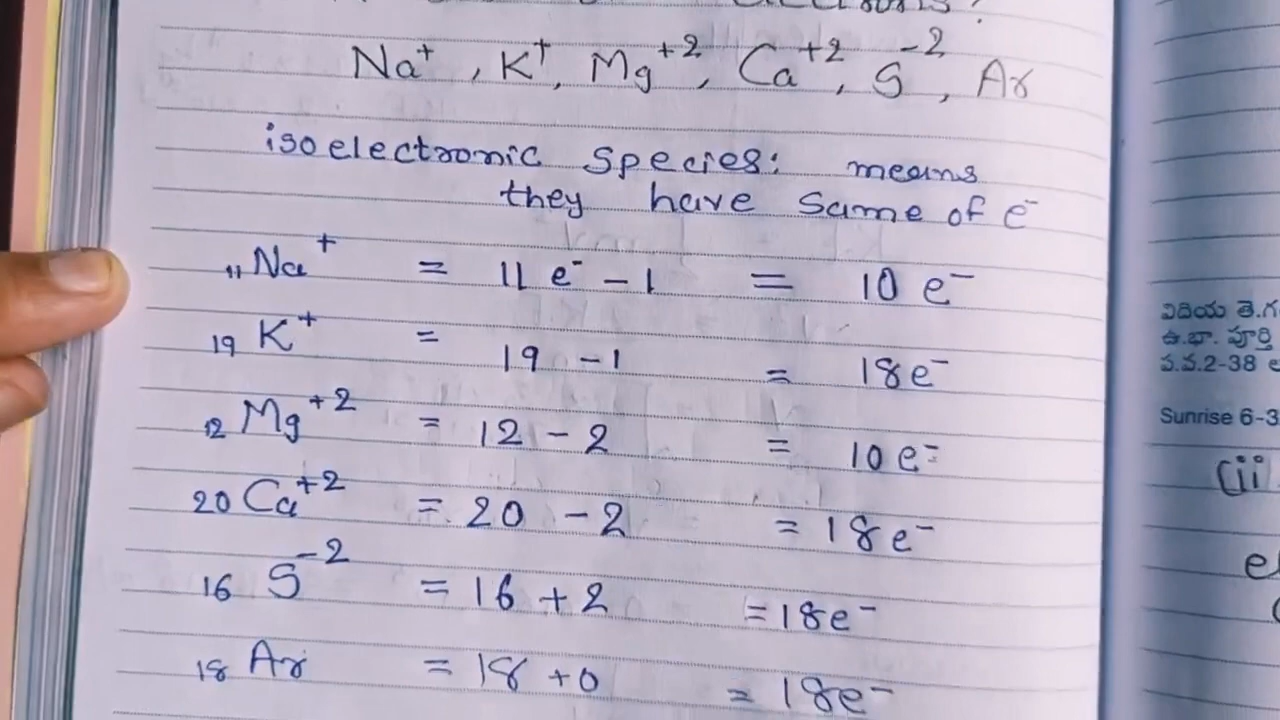 Na⁺, K⁺, Mg⁺², Ca⁺², S⁻², Ar
isoelectronic species: means
they have same of e⁻
₁₁Na⁺ = 11 e⁻ - 1 = 10 e⁻
₁₉K⁺ = 19 - 1 = 18e⁻
₁₂Mg⁺² = 12 - 2 = 10 e⁻
₂₀Ca⁺² = 20 - 2 = 18e⁻
₁₆S⁻² = 16 + 2 = 18e⁻
₁₈Ar = 18 + 0 = 18e⁻
విదియ తె.గ
ఉ.భా. పూర్తి
ప.వ.2-38
Sunrise 6-3
(ii